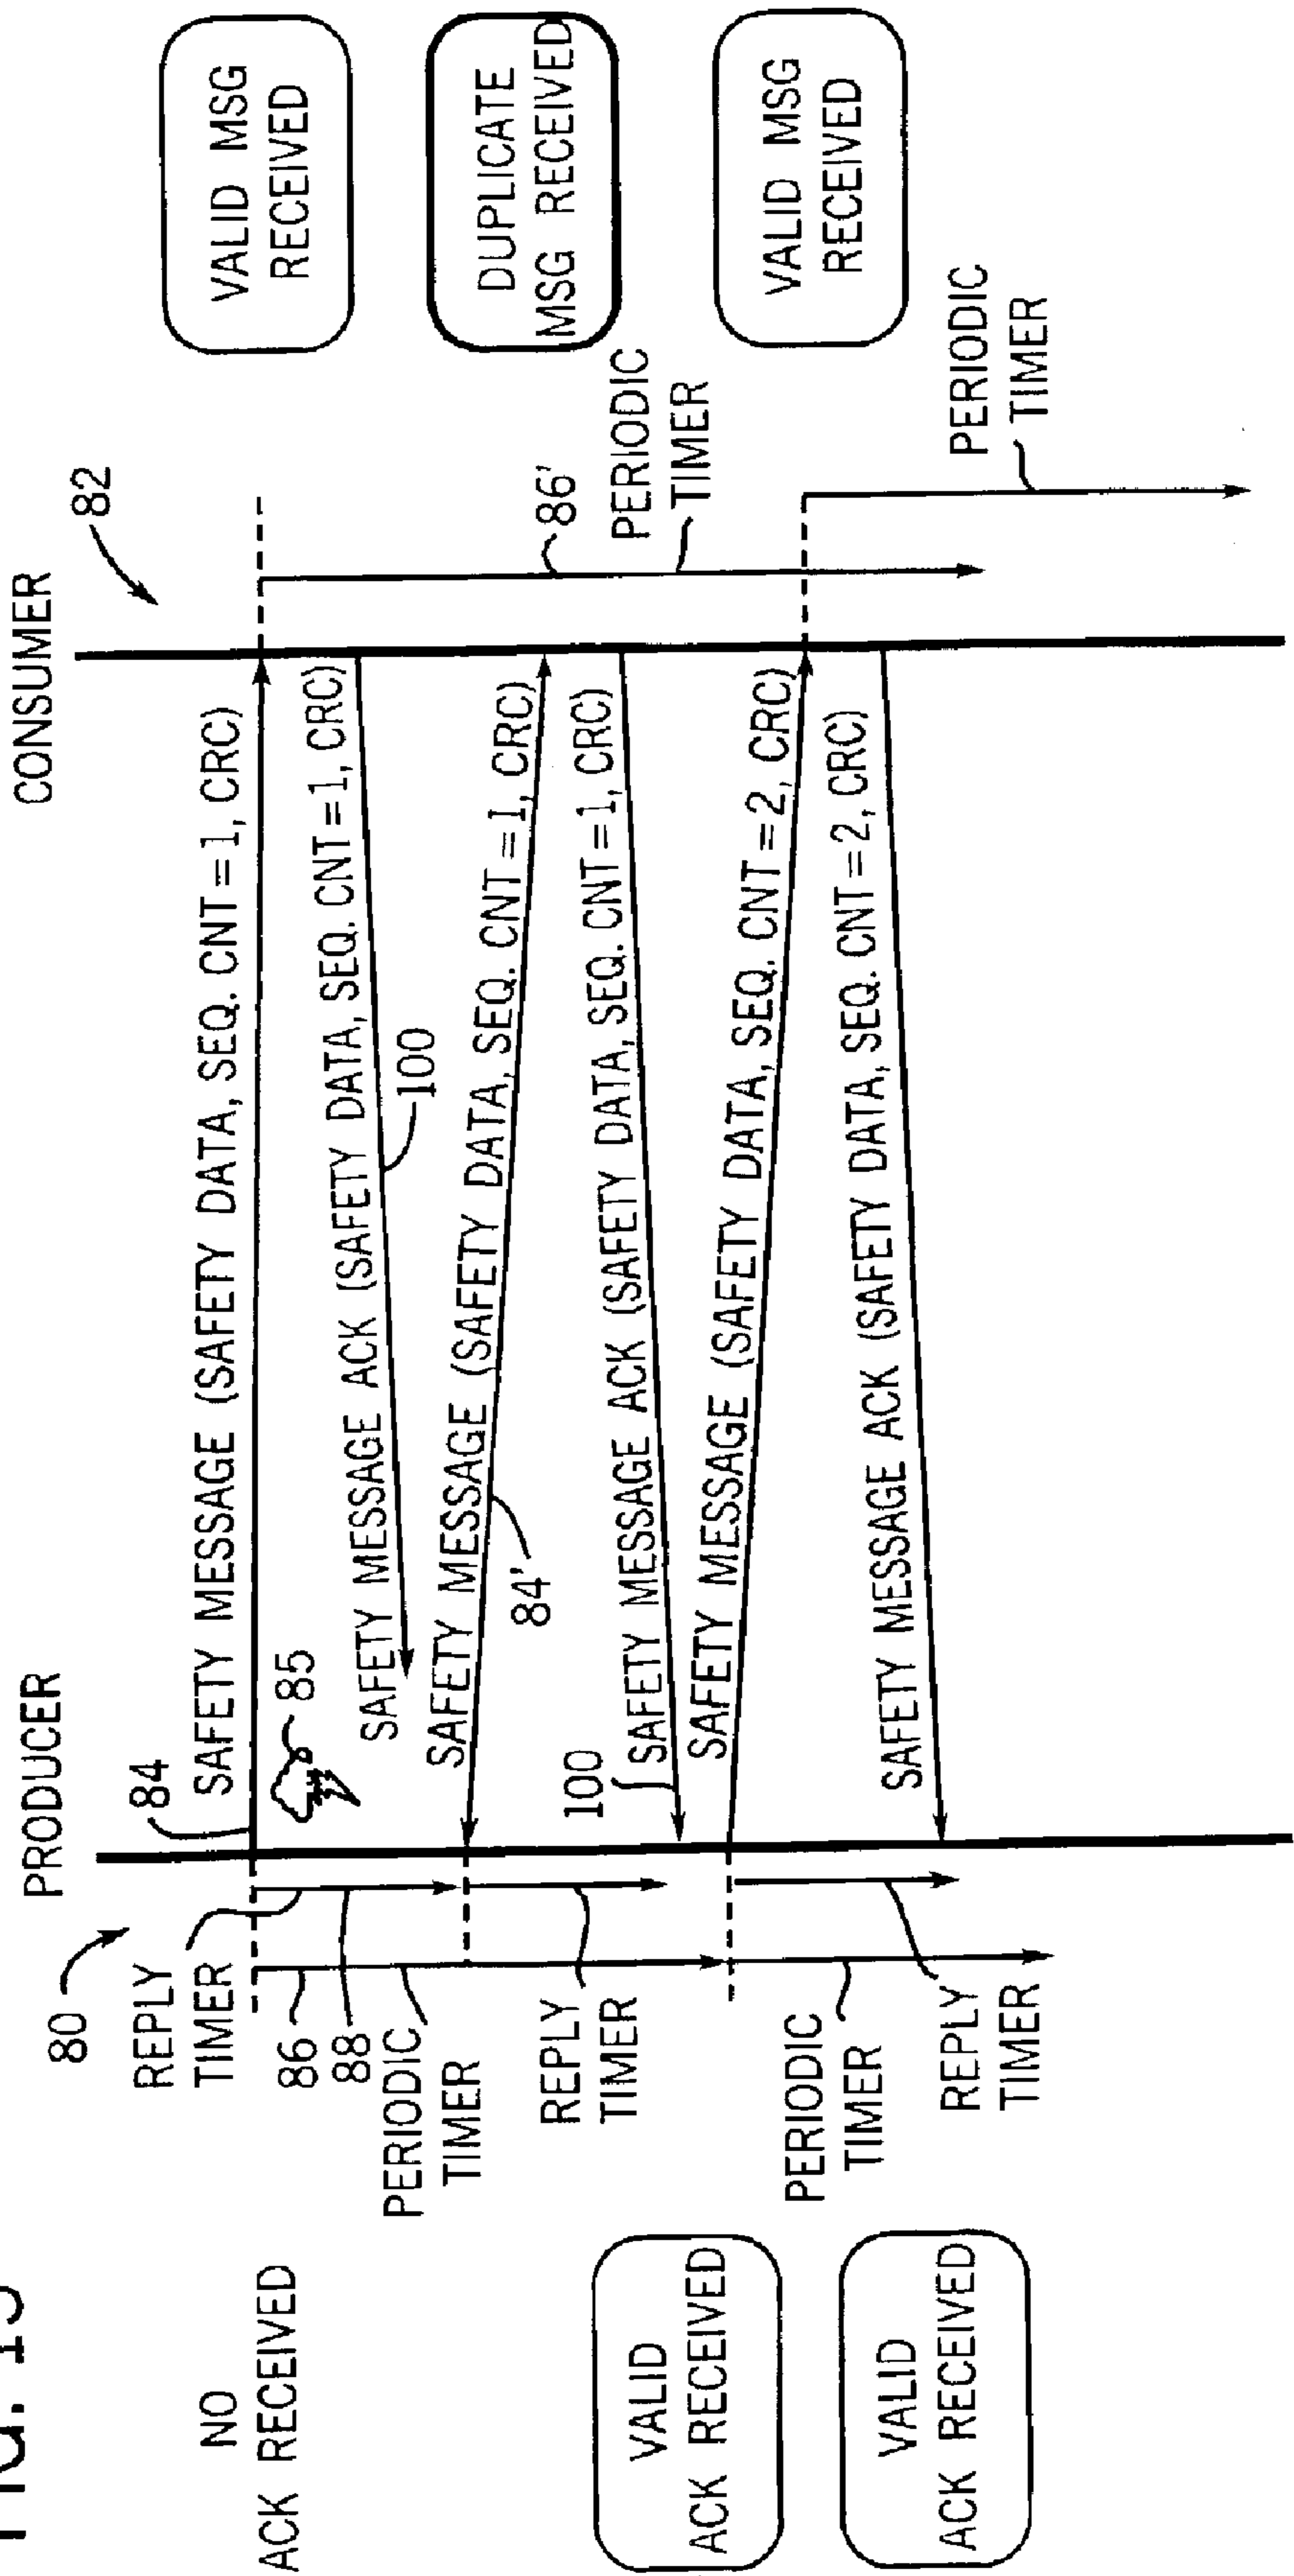 FIG. 15
PRODUCER
CONSUMER
80
82
84
REPLY
TIMER
SAFETY MESSAGE (SAFETY DATA, SEQ. CNT = 1, CRC)
VALID MSG
RECEIVED
NO
ACK RECEIVED
86
88
85
SAFETY MESSAGE ACK (SAFETY DATA, SEQ. CNT = 1, CRC)
100
PERIODIC
TIMER
SAFETY MESSAGE (SAFETY DATA, SEQ. CNT = 1, CRC)
84'
86'
DUPLICATE
MSG RECEIVED
REPLY
TIMER
100
SAFETY MESSAGE ACK (SAFETY DATA, SEQ. CNT = 1, CRC)
PERIODIC
TIMER
VALID
ACK RECEIVED
SAFETY MESSAGE (SAFETY DATA, SEQ. CNT = 2, CRC)
VALID MSG
RECEIVED
PERIODIC
TIMER
SAFETY MESSAGE ACK (SAFETY DATA, SEQ. CNT = 2, CRC)
VALID
ACK RECEIVED
REPLY
TIMER
PERIODIC
TIMER